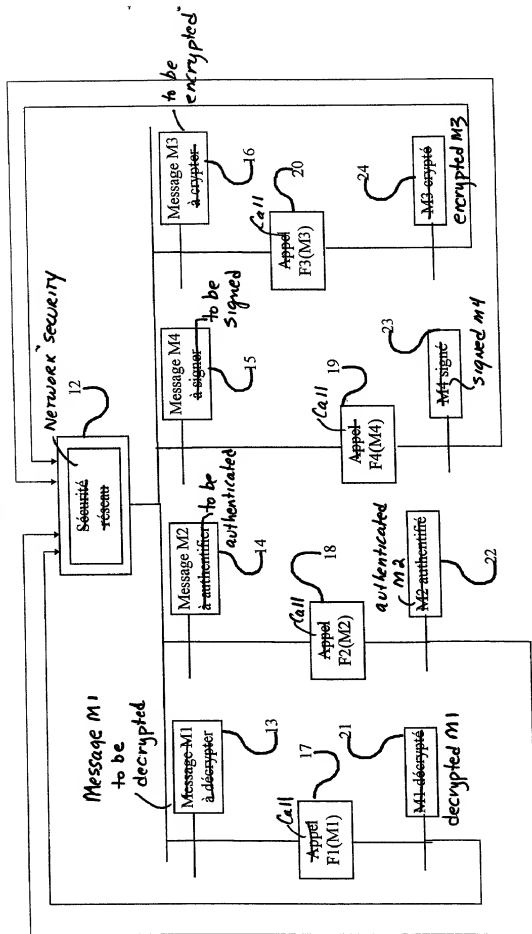 NETWORK SECURITY
Sécurité
réseau
12
Message M1
to be
decrypted
Message M1
à décrypter
13
Message M2
à authentifier
to be
authenticated
14
Message M4
à signer
to be
signed
15
Message M3
à crypter
to be
encrypted"
16
Call
Appel
F1(M1)
17
Call
Appel
F2(M2)
18
Call
Appel
F4(M4)
19
Call
Appel
F3(M3)
20
M1 décrypté
decrypted M1
21
authenticated
M2
M2 authentifié
22
M4 signé
signed M4
23
M3 crypté
encrypted M3
24